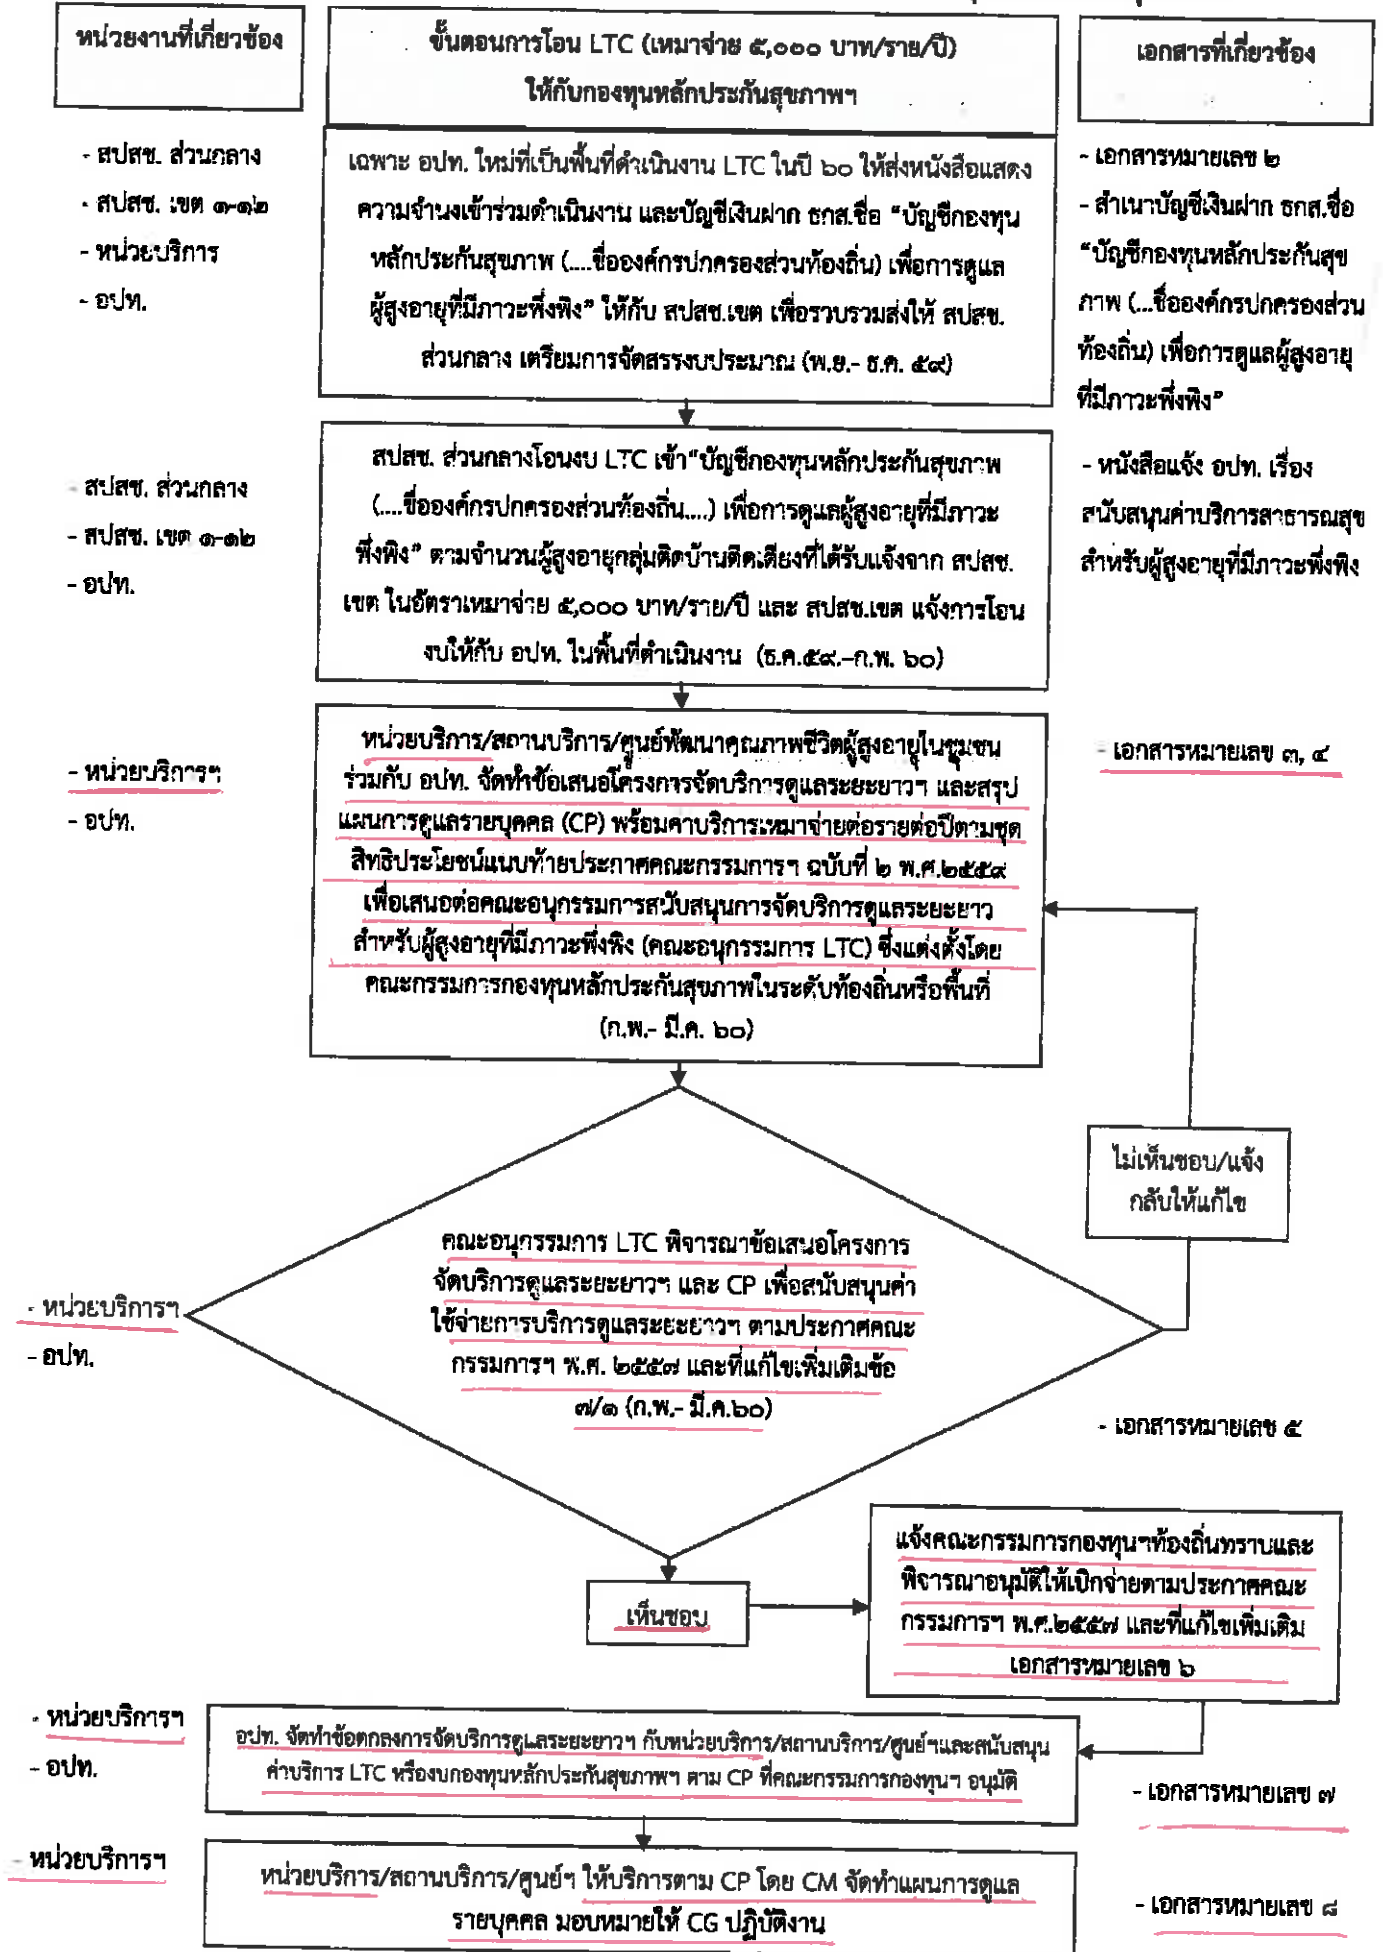 หน่วยงานที่เกี่ยวข้อง
ขั้นตอนการโอน LTC (เหมาจ่าย ๕,๐๐๐ บาท/ราย/ปี)
ให้กับกองทุนหลักประกันสุขภาพฯ
เอกสารที่เกี่ยวข้อง
- สปสช. ส่วนกลาง
- สปสช. เขต ๑-๑๒
- หน่วยบริการ
- อปท.
เฉพาะ อปท. ใหม่ที่เป็นพื้นที่ดำเนินงาน LTC ในปี ๖๐ ให้ส่งหนังสือแสดง
ความจำนงเข้าร่วมดำเนินงาน และบัญชีเงินฝาก ธกส.ชื่อ “บัญชีกองทุน
หลักประกันสุขภาพ (....ชื่อองค์กรปกครองส่วนท้องถิ่น) เพื่อการดูแล
ผู้สูงอายุที่มีภาวะพึ่งพิง” ให้กับ สปสช.เขต เพื่อรวบรวมส่งให้ สปสช.
ส่วนกลาง เตรียมการจัดสรรงบประมาณ (พ.ย.- ธ.ค. ๕๙)
- เอกสารหมายเลข ๒
- สำเนาบัญชีเงินฝาก ธกส.ชื่อ
“บัญชีกองทุนหลักประกันสุข
ภาพ (...ชื่อองค์กรปกครองส่วน
ท้องถิ่น) เพื่อการดูแลผู้สูงอายุ
ที่มีภาวะพึ่งพิง”
- สปสช. ส่วนกลาง
- สปสช. เขต ๑-๑๒
- อปท.
สปสช. ส่วนกลางโอนงบ LTC เข้า“บัญชีกองทุนหลักประกันสุขภาพ
(....ชื่อองค์กรปกครองส่วนท้องถิ่น....) เพื่อการดูแลผู้สูงอายุที่มีภาวะ
พึ่งพิง” ตามจำนวนผู้สูงอายุกลุ่มติดบ้านติดเตียงที่ได้รับแจ้งจาก สปสช.
เขต ในอัตราเหมาจ่าย ๕,๐๐๐ บาท/ราย/ปี และ สปสช.เขต แจ้งการโอน
งบให้กับ อปท. ในพื้นที่ดำเนินงาน (ธ.ค.๕๙.–ก.พ. ๖๐)
- หนังสือแจ้ง อปท. เรื่อง
สนับสนุนค่าบริการสาธารณสุข
สำหรับผู้สูงอายุที่มีภาวะพึ่งพิง
- หน่วยบริการฯ
- อปท.
หน่วยบริการ/สถานบริการ/ศูนย์พัฒนาคุณภาพชีวิตผู้สูงอายุในชุมชน
ร่วมกับ อปท. จัดทำข้อเสนอโครงการจัดบริการดูแลระยะยาวฯ และสรุป
แผนการดูแลรายบุคคล (CP) พร้อมค่าบริการเหมาจ่ายต่อรายต่อปีตามชุด
สิทธิประโยชน์แนบท้ายประกาศคณะกรรมการฯ ฉบับที่ ๒ พ.ศ.๒๕๕๙
เพื่อเสนอต่อคณะอนุกรรมการสนับสนุนการจัดบริการดูแลระยะยาว
สำหรับผู้สูงอายุที่มีภาวะพึ่งพิง (คณะอนุกรรมการ LTC) ซึ่งแต่งตั้งโดย
คณะกรรมการกองทุนหลักประกันสุขภาพในระดับท้องถิ่นหรือพื้นที่
(ก.พ.- มี.ค. ๖๐)
- เอกสารหมายเลข ๓, ๔
ไม่เห็นชอบ/แจ้ง
กลับให้แก้ไข
- หน่วยบริการฯ
- อปท.
คณะอนุกรรมการ LTC พิจารณาข้อเสนอโครงการ
จัดบริการดูแลระยะยาวฯ และ CP เพื่อสนับสนุนค่า
ใช้จ่ายการบริการดูแลระยะยาวฯ ตามประกาศคณะ
กรรมการฯ พ.ศ. ๒๕๕๗ และที่แก้ไขเพิ่มเติมข้อ
๗/๑ (ก.พ.- มี.ค.๖๐)
- เอกสารหมายเลข ๕
เห็นชอบ
แจ้งคณะกรรมการกองทุนฯท้องถิ่นทราบและ
พิจารณาอนุมัติให้เบิกจ่ายตามประกาศคณะ
กรรมการฯ พ.ศ.๒๕๕๗ และที่แก้ไขเพิ่มเติม
เอกสารหมายเลข ๖
- หน่วยบริการฯ
- อปท.
อปท. จัดทำข้อตกลงการจัดบริการดูแลระยะยาวฯ กับหน่วยบริการ/สถานบริการ/ศูนย์ฯและสนับสนุน
ค่าบริการ LTC หรืองบกองทุนหลักประกันสุขภาพฯ ตาม CP ที่คณะกรรมการกองทุนฯ อนุมัติ
- เอกสารหมายเลข ๗
หน่วยบริการฯ
หน่วยบริการ/สถานบริการ/ศูนย์ฯ ให้บริการตาม CP โดย CM จัดทำแผนการดูแล
รายบุคคล มอบหมายให้ CG ปฏิบัติงาน
- เอกสารหมายเลข ๘